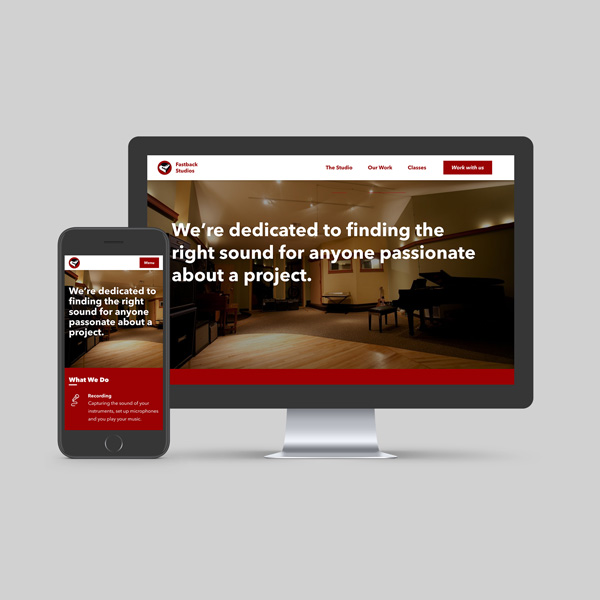 Fastback
Studios
The Studio Our Work Classes Work with us
We're dedicated to finding the
right sound for anyone passionate
about a project.
Menu
We're dedicated to
finding the right
sound for anyone
passonate about a
project.
What We Do
Recording
Capturing the sound of your
instruments, set up microphones
and you play your music.